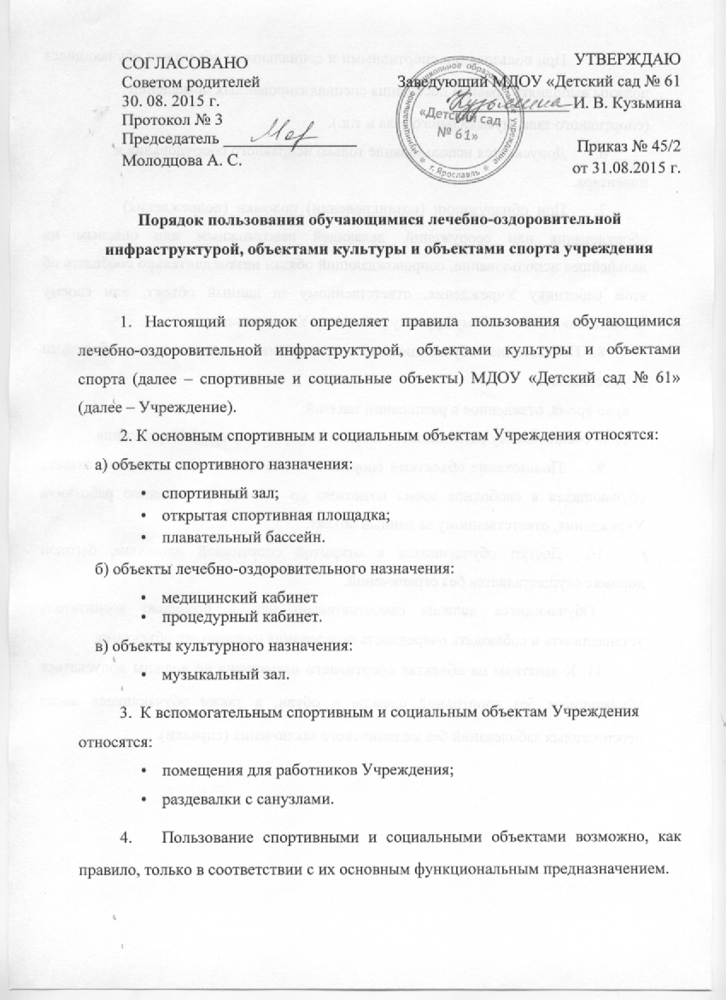 СОГЛАСОВАНО
Советом родителей
30. 08. 2015 г.
Протокол № 3
Председатель
Молодцова А. С.
УТВЕРЖДАЮ
Заведующий МДОУ «Детский сад № 61
Кузьмина И. В. Кузьмина
Приказ № 45/2
от 31.08.2015 г.
«Детский сад
№ 61»
г. Ярославль
Порядок пользования обучающимися лечебно-оздоровительной
инфраструктурой, объектами культуры и объектами спорта учреждения
1. Настоящий порядок определяет правила пользования обучающимися
лечебно-оздоровительной инфраструктурой, объектами культуры и объектами
спорта (далее – спортивные и социальные объекты) МДОУ «Детский сад № 61»
(далее – Учреждение).
2. К основным спортивным и социальным объектам Учреждения относятся:
а) объекты спортивного назначения:
• спортивный зал;
• открытая спортивная площадка;
• плавательный бассейн.
б) объекты лечебно-оздоровительного назначения:
• медицинский кабинет
• процедурный кабинет.
в) объекты культурного назначения:
• музыкальный зал.
3. К вспомогательным спортивным и социальным объектам Учреждения
относятся:
• помещения для работников Учреждения;
• раздевалки с санузлами.
4. Пользование спортивными и социальными объектами возможно, как
правило, только в соответствии с их основным функциональным предназначением.